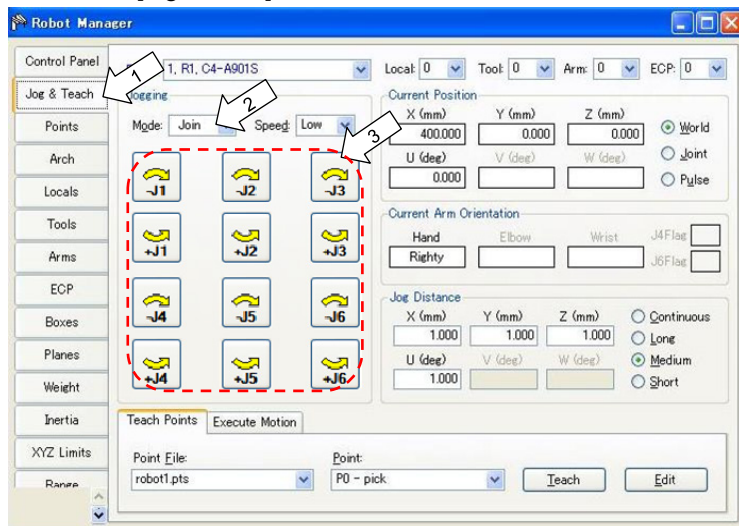 Robot Manager
Control Panel
Jog & Teach
Points
Arch
Locals
Tools
Arms
ECP
Boxes
Planes
Weight
Inertia
XYZ Limits
Range
1, R1, C4-A901S
Local: 0 Tool: 0 Arm: 0 ECP: 0
1
2
3
Jogging
Mode: Join Speed: Low
-J1 -J2 -J3
+J1 +J2 +J3
-J4 -J5 -J6
+J4 +J5 +J6
Current Position
X (mm) Y (mm) Z (mm)
400.000 0.000 0.000
U (deg) V (deg) W (deg)
0.000
World
Joint
Pulse
Current Arm Orientation
Hand Elbow Wrist J4Flag
Righty J6Flag
Jog Distance
X (mm) Y (mm) Z (mm)
1.000 1.000 1.000
U (deg) V (deg) W (deg)
1.000
Continuous
Long
Medium
Short
Teach Points Execute Motion
Point File: Point:
robot1.pts P0 - pick Teach Edit